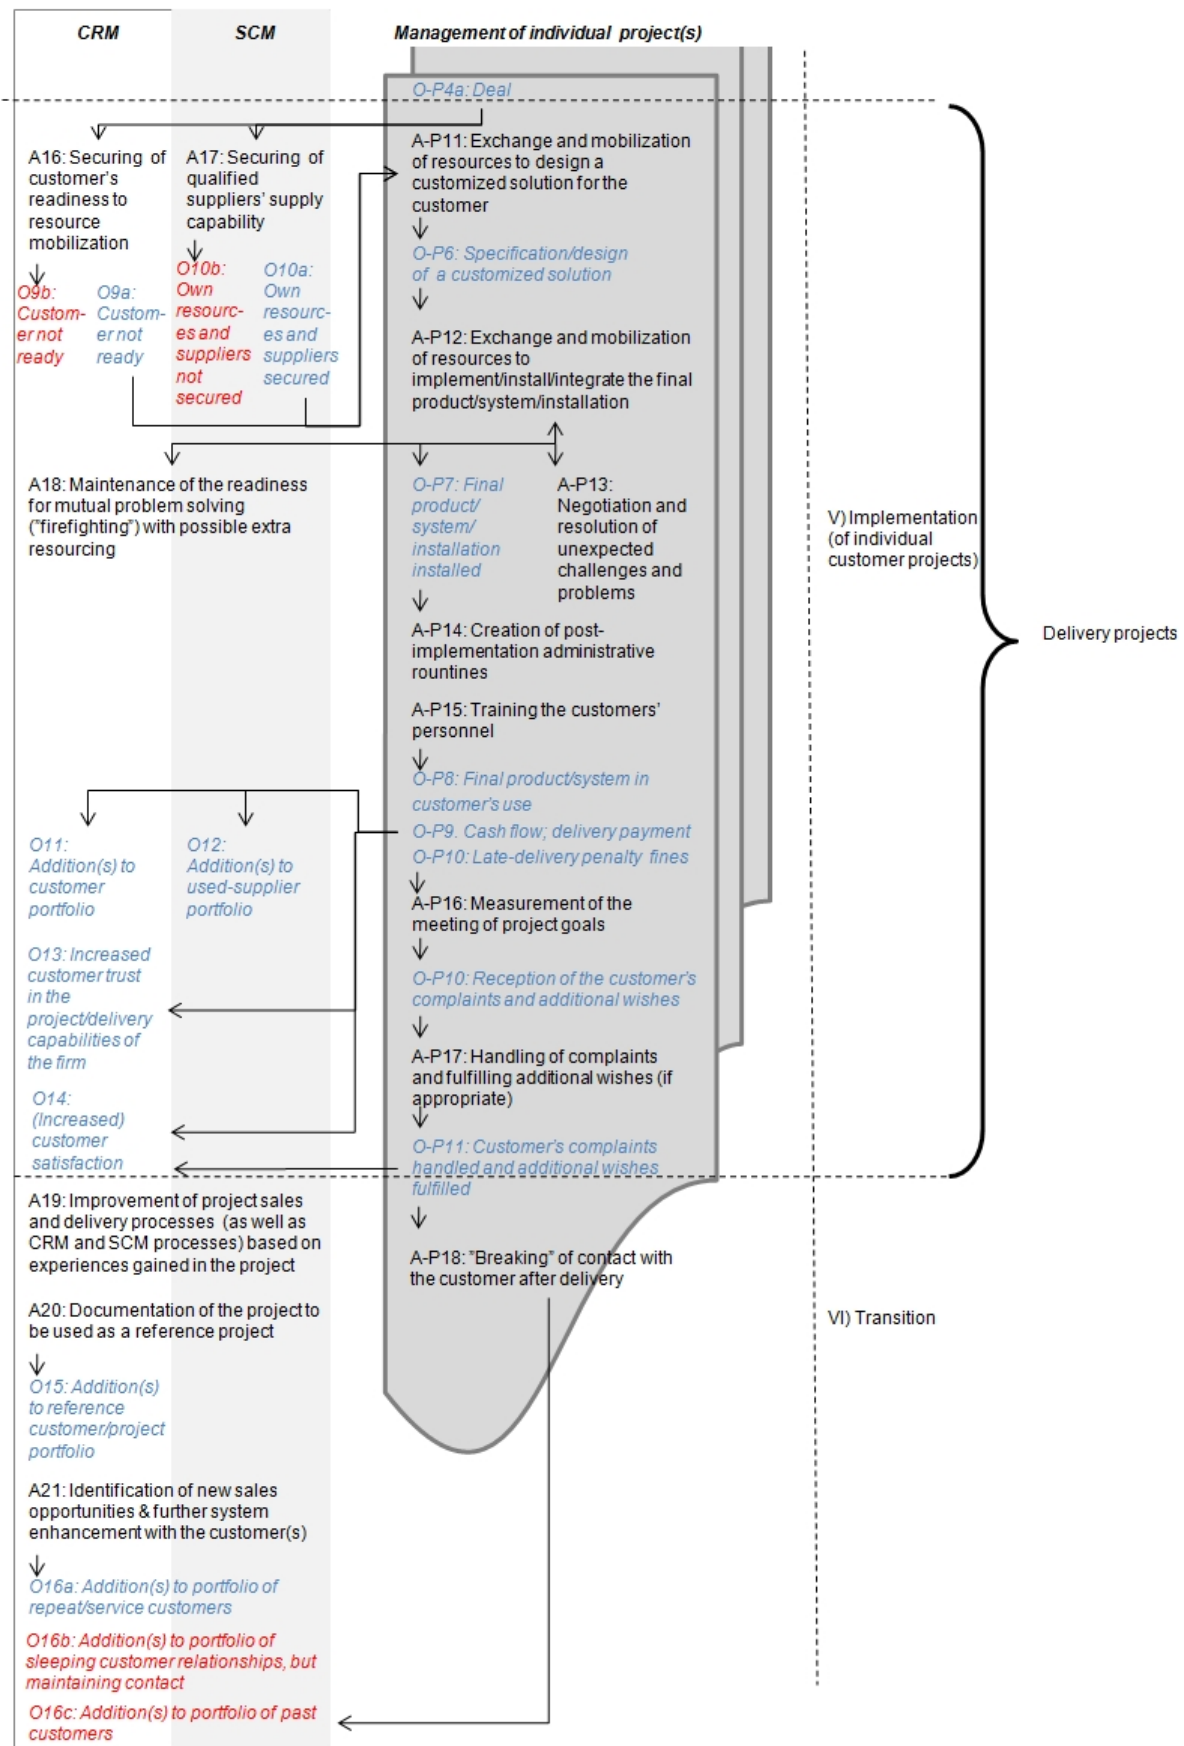 CRM
SCM
Management of individual project(s)
O-P4a: Deal
A16: Securing of
customer's
readiness to
resource
mobilization
O9b:
Custom-
er not
ready
O9a:
Custom-
er not
ready
A17: Securing of
qualified
suppliers' supply
capability
O10b:
Own
resourc-
es and
suppliers
not
secured
O10a:
Own
resourc-
es and
suppliers
secured
A-P11: Exchange and mobilization
of resources to design a
customized solution for the
customer
O-P6: Specification/design
of a customized solution
A-P12: Exchange and mobilization
of resources to
implement/install/integrate the final
product/system/installation
A18: Maintenance of the readiness
for mutual problem solving
("firefighting") with possible extra
resourcing
O-P7: Final
product/
system/
installation
installed
A-P13:
Negotiation and
resolution of
unexpected
challenges and
problems
V) Implementation
(of individual
customer projects)
Delivery projects
A-P14: Creation of post-
implementation administrative
rountines
A-P15: Training the customers'
personnel
O-P8: Final product/system in
customer's use
O-P9. Cash flow; delivery payment
O-P10: Late-delivery penalty fines
O11:
Addition(s) to
customer
portfolio
O12:
Addition(s) to
used-supplier
portfolio
A-P16: Measurement of the
meeting of project goals
O13: Increased
customer trust
in the
project/delivery
capabilities of
the firm
O-P10: Reception of the customer's
complaints and additional wishes
A-P17: Handling of complaints
and fulfilling additional wishes (if
appropriate)
O14:
(Increased)
customer
satisfaction
O-P11: Customer's complaints
handled and additional wishes
fulfilled
A19: Improvement of project sales
and delivery processes (as well as
CRM and SCM processes) based on
experiences gained in the project
A-P18: "Breaking" of contact with
the customer after delivery
A20: Documentation of the project to
be used as a reference project
VI) Transition
O15: Addition(s)
to reference
customer/project
portfolio
A21: Identification of new sales
opportunities & further system
enhancement with the customer(s)
O16a: Addition(s) to portfolio of
repeat/service customers
O16b: Addition(s) to portfolio of
sleeping customer relationships, but
maintaining contact
O16c: Addition(s) to portfolio of past
customers